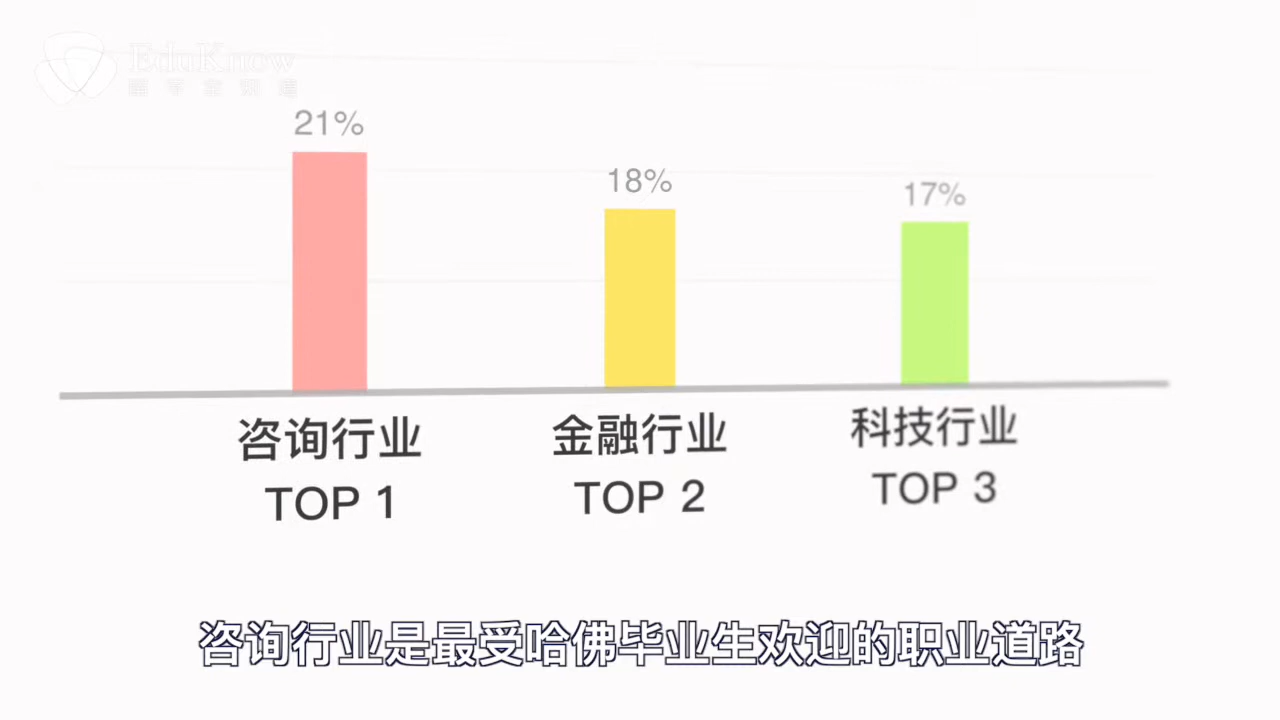 EduKnow
21%
18%
17%
咨询行业
TOP 1
金融行业
TOP 2
科技行业
TOP 3
咨询行业是最受哈佛毕业生欢迎的职业道路